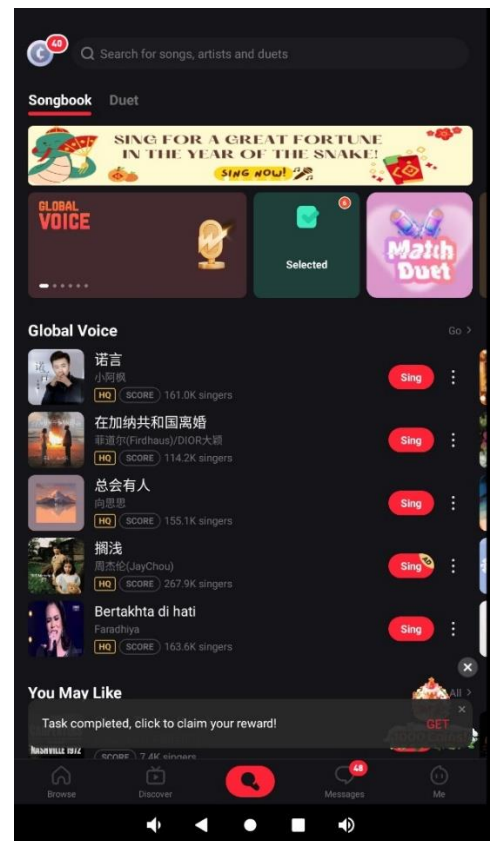 C
40
Search for songs, artists and duets
Songbook
Duet
SING FOR A GREAT FORTUNE
IN THE YEAR OF THE SNAKE!
SING NOW!
GLOBAL
VOICE
6
Selected
Match
Duet
Global Voice
Go >
诺言
小阿枫
HQ SCORE 161.0K singers
Sing
在加纳共和国离婚
菲道尔(Firdhaus)/DIOR大颖
HQ SCORE 114.2K singers
Sing
总会有人
向思思
HQ SCORE 155.1K singers
Sing
搁浅
周杰伦(JayChou)
HQ SCORE 267.9K singers
Sing
AD
Bertakhta di hati
Faradhiya
HQ SCORE 163.6K singers
Sing
You May Like
All >
Task completed, click to claim your reward!
GET
NASHVILLE 1972
SCORE 7.4K singers
Browse
Discover
Messages
48
Me